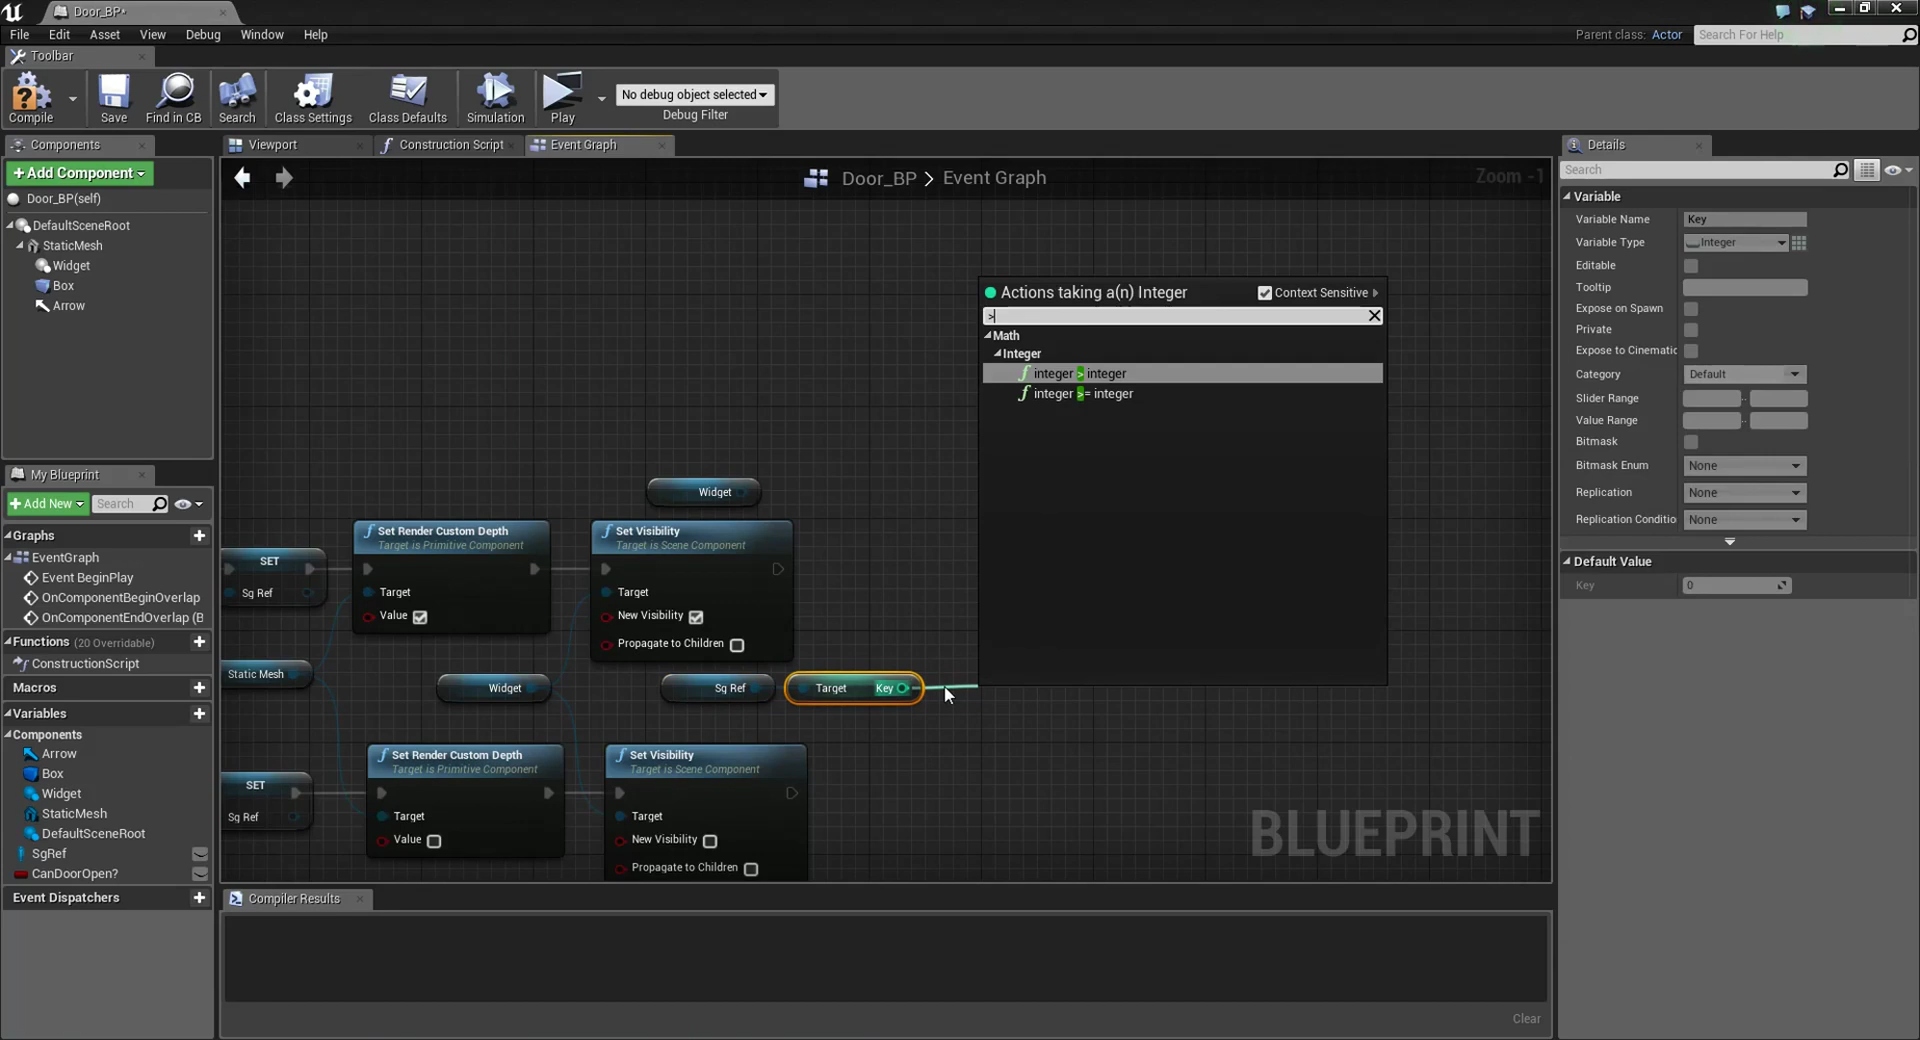 Door_BP•
File Edit Asset View Debug Window Help
Parent class: Actor
Search For Help
Toolbar
Compile
Save
Find in CB
Search
Class Settings
Class Defaults
Simulation
Play
No debug object selected
Debug Filter
Components
Viewport
Construction Script
Event Graph
Details
+Add Component
Door_BP > Event Graph
Zoom -1
Search
Door_BP(self)
DefaultSceneRoot
StaticMesh
Widget
Box
Arrow
Variable
Variable Name Key
Variable Type Integer
Editable
Tooltip
Expose on Spawn
Private
Expose to Cinematic
Category Default
Slider Range
Value Range
Bitmask
Bitmask Enum None
Replication None
Replication Conditio None
Default Value
Key 0
Actions taking a(n) Integer
Context Sensitive
>
Math
Integer
integer > integer
integer >= integer
My Blueprint
+Add New
Search
Graphs
EventGraph
Event BeginPlay
OnComponentBeginOverlap
OnComponentEndOverlap (B
Functions (20 Overridable)
ConstructionScript
Macros
Variables
Components
Arrow
Box
Widget
StaticMesh
DefaultSceneRoot
SgRef
CanDoorOpen?
Event Dispatchers
Widget
SET
Sg Ref
Set Render Custom Depth
Target is Primitive Component
Target
Value
Set Visibility
Target is Scene Component
Target
New Visibility
Propagate to Children
Static Mesh
Widget
Sg Ref
Target Key
SET
Sg Ref
Set Render Custom Depth
Target is Primitive Component
Target
Value
Set Visibility
Target is Scene Component
Target
New Visibility
Propagate to Children
BLUEPRINT
Compiler Results
Clear